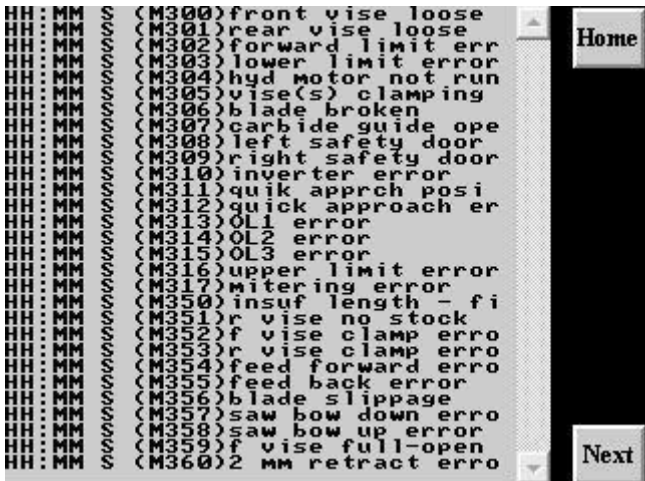 HH:MM S (M300)front vise loose
HH:MM S (M301)rear vise loose
HH:MM S (M302)forward limit err
HH:MM S (M303)lower limit error
HH:MM S (M304)hyd motor not run
HH:MM S (M305)vise(s) clamping
HH:MM S (M306)blade broken
HH:MM S (M307)carbide guide ope
HH:MM S (M308)left safety door
HH:MM S (M309)right safety door
HH:MM S (M310)inverter error
HH:MM S (M311)quik apprch posi
HH:MM S (M312)quick approach er
HH:MM S (M313)OL1 error
HH:MM S (M314)OL2 error
HH:MM S (M315)OL3 error
HH:MM S (M316)upper limit error
HH:MM S (M317)mitering error
HH:MM S (M350)insuf length - fi
HH:MM S (M351)r vise no stock
HH:MM S (M352)f vise clamp erro
HH:MM S (M353)r vise clamp erro
HH:MM S (M354)feed forward erro
HH:MM S (M355)feed back error
HH:MM S (M356)blade slippage
HH:MM S (M357)saw bow down erro
HH:MM S (M358)saw bow up error
HH:MM S (M359)f vise full-open
HH:MM S (M360)2 mm retract erro
Home
Next